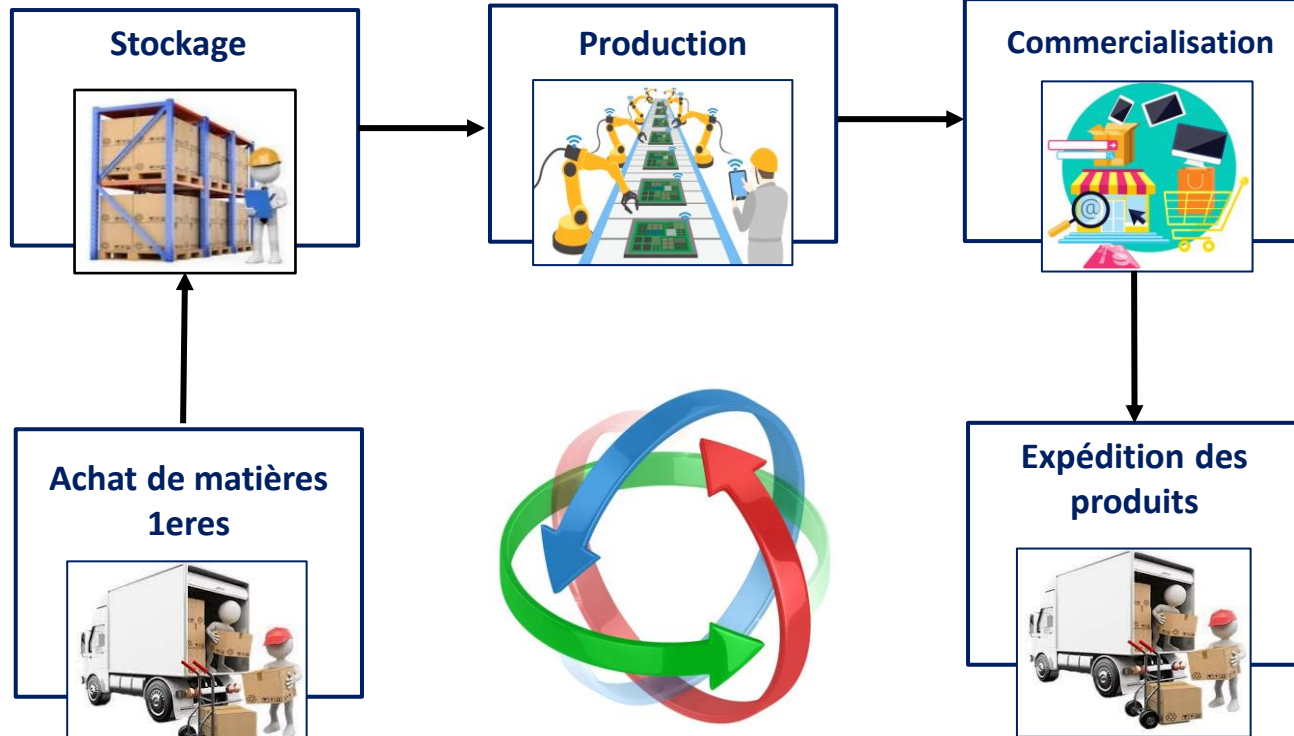 Stockage
Production
Commercialisation
Achat de matières
1eres
Expédition des
produits
@